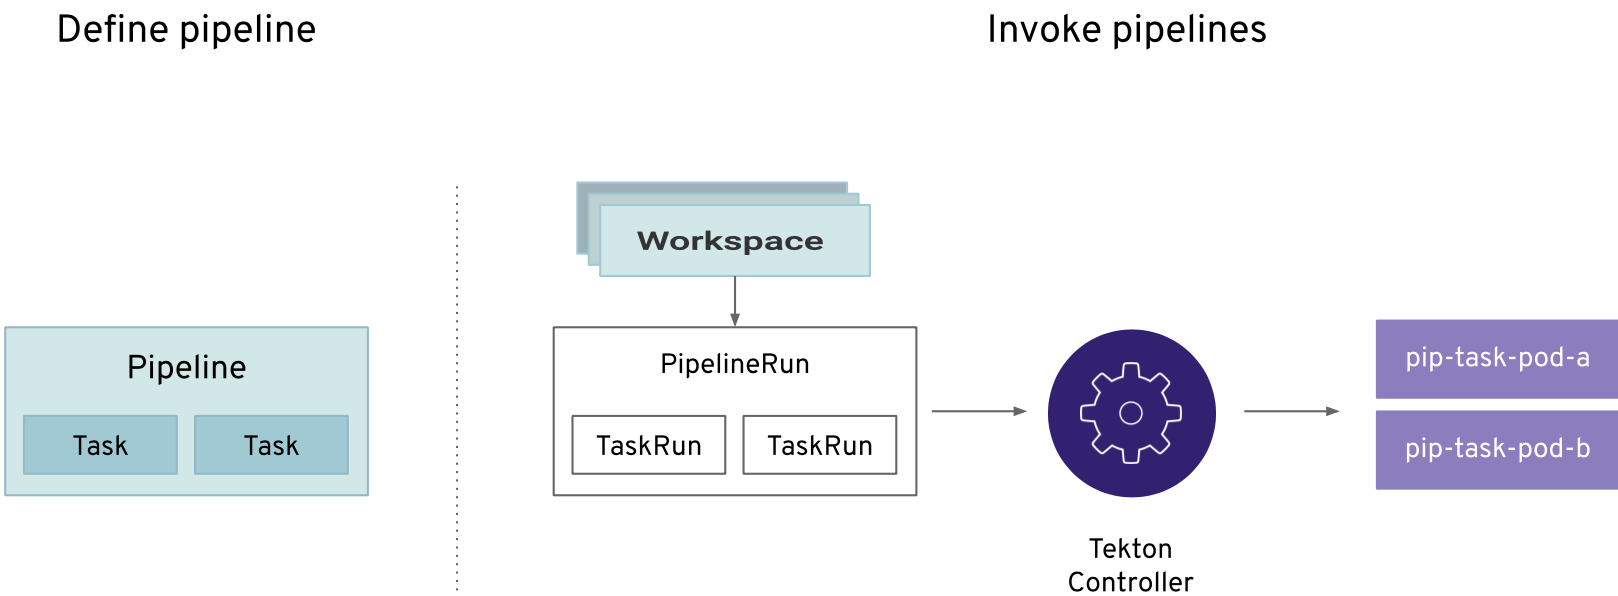 Define pipeline
Invoke pipelines
Workspace
Pipeline
Task
Task
PipelineRun
TaskRun
TaskRun
Tekton
Controller
pip-task-pod-a
pip-task-pod-b